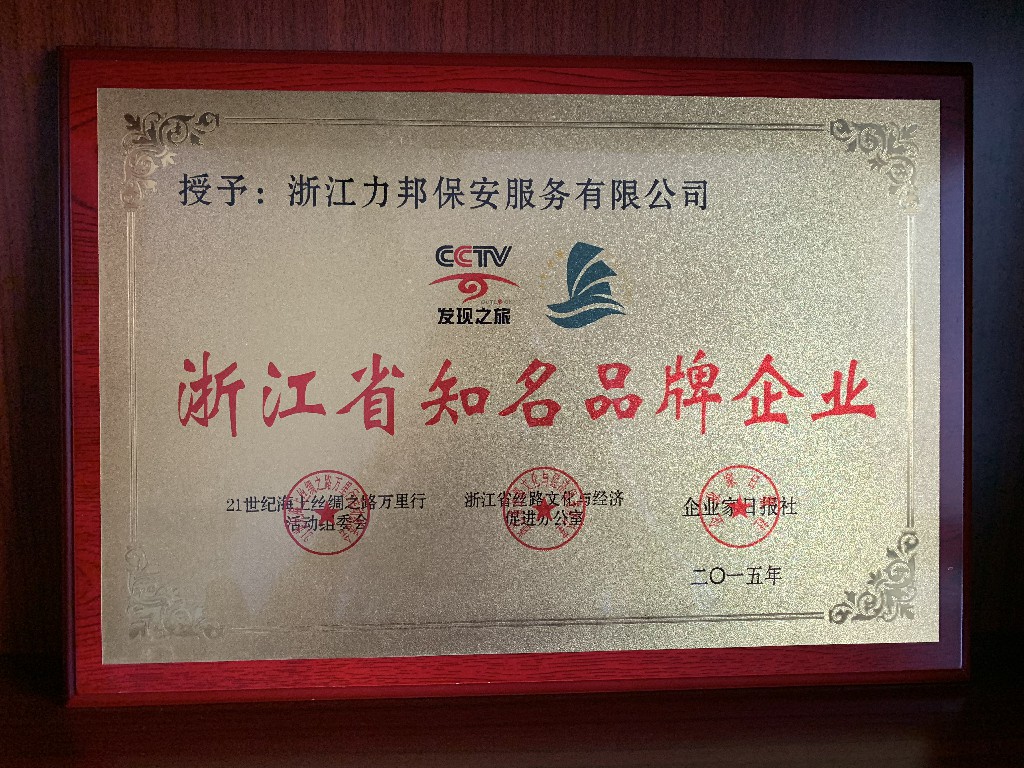 授予：浙江力邦保安服务有限公司
CCTV
发现之旅
浙江省知名品牌企业
21世纪海上丝绸之路万里行
活动组委会
浙江省丝路文化与经济
促进办公室
企业家日报社
二〇一五年